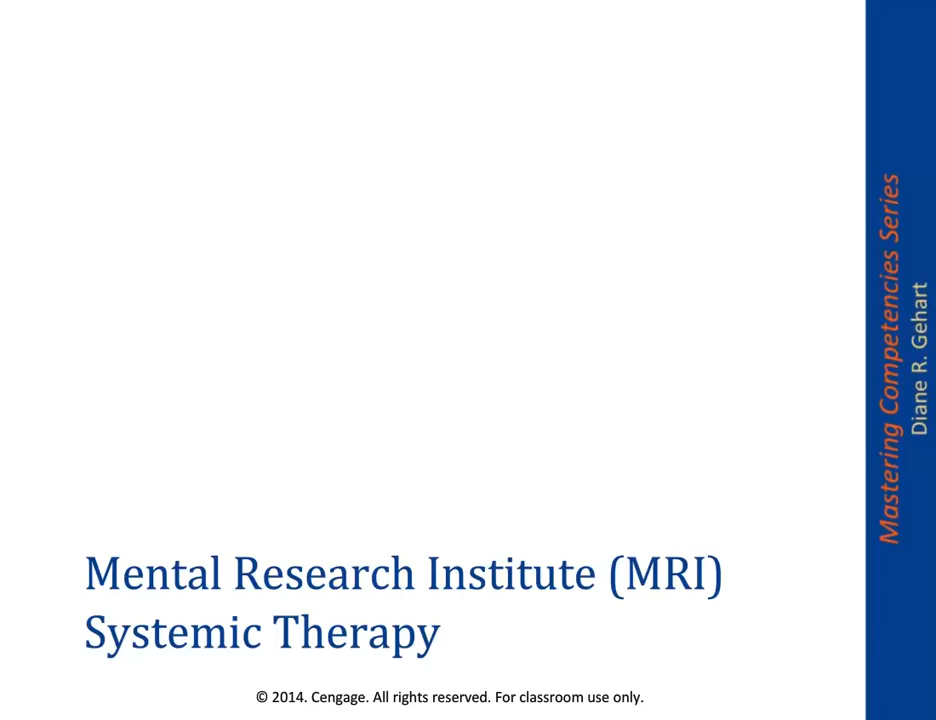 Mental Research Institute (MRI)
Systemic Therapy
© 2014. Cengage. All rights reserved. For classroom use only.
Mastering Competencies Series
Diane R. Gehart